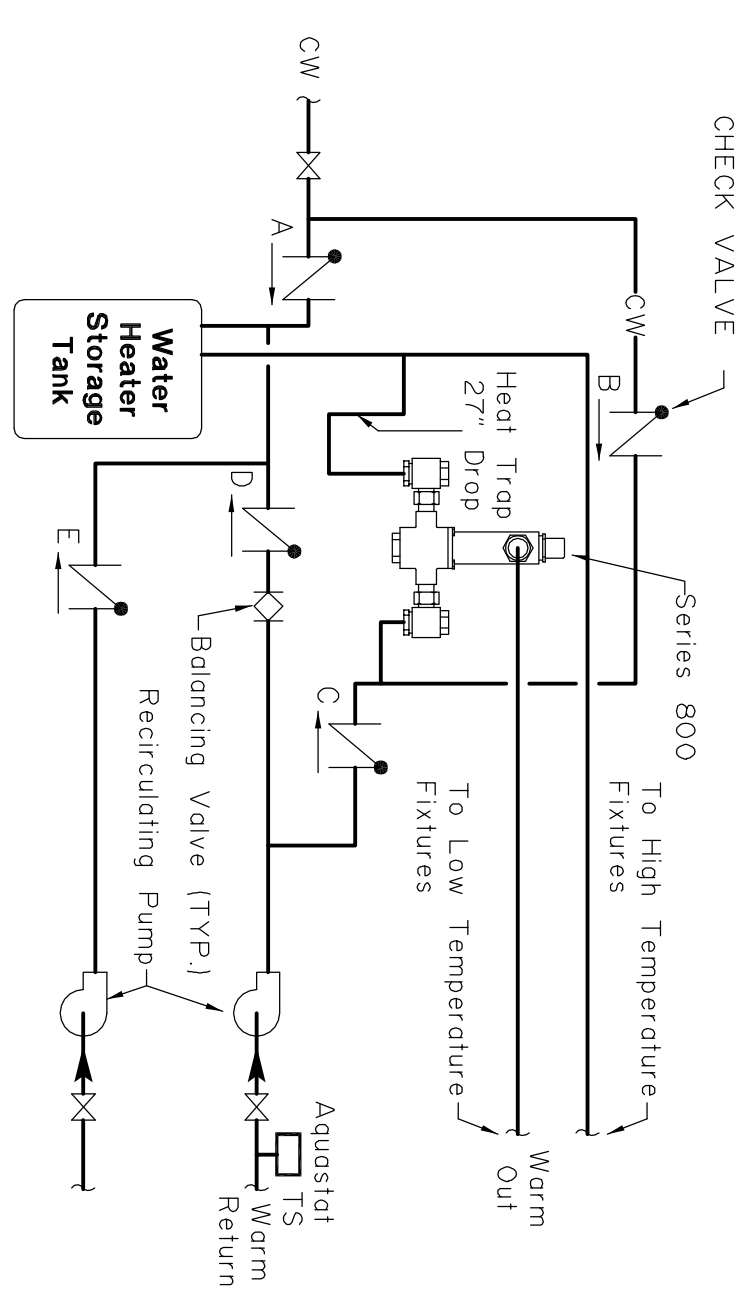 CHECK VALVE
CW
CW
A
B
Water
Heater
Storage
Tank
Heat Trap
27" Drop
Series 800
To High Temperature
Fixtures
To Low Temperature
Fixtures
Warm
Out
C
D
E
Balancing Valve (TYP.)
Recirculating Pump
Aquastat
TS
Warm
Return